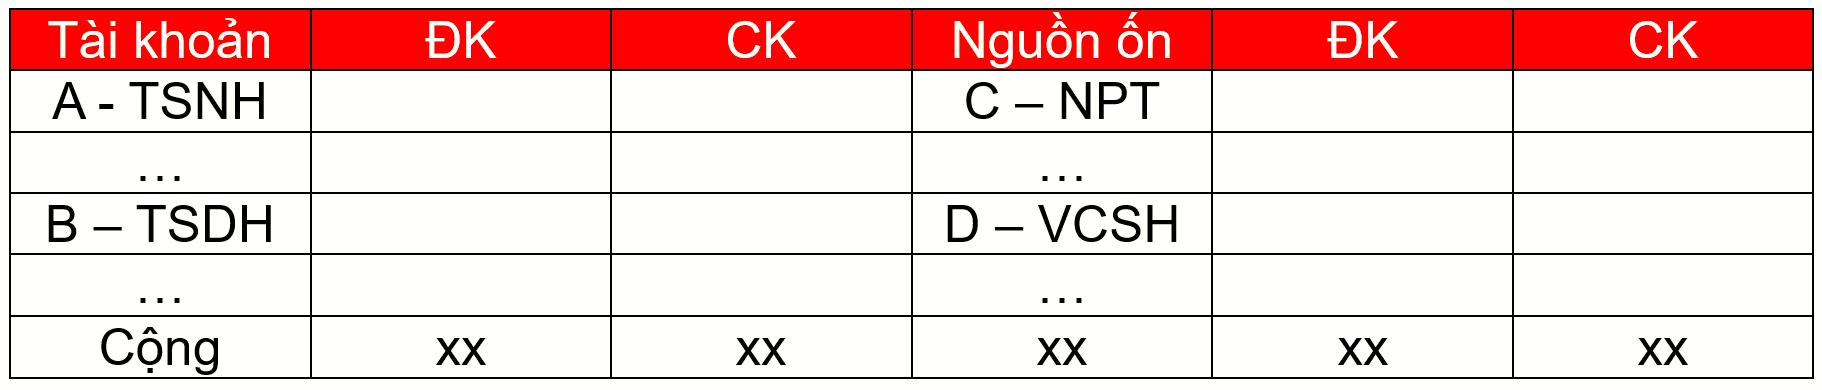 Tài khoản ĐK CK Nguồn ốn ĐK CK
A - TSNH C – NPT
… …
B – TSDH D – VCSH
… …
Cộng xx xx xx xx xx